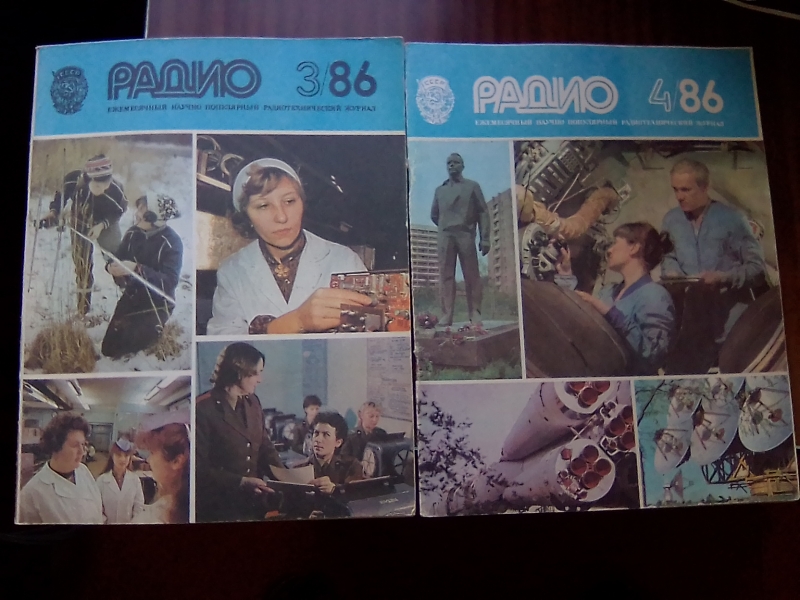 РАДИО 3/86
ЕЖЕМЕСЯЧНЫЙ НАУЧНО-ПОПУЛЯРНЫЙ РАДИОТЕХНИЧЕСКИЙ ЖУРНАЛ
РАДИО 4/86
ЕЖЕМЕСЯЧНЫЙ НАУЧНО-ПОПУЛЯРНЫЙ РАДИОТЕХНИЧЕСКИЙ ЖУРНАЛ